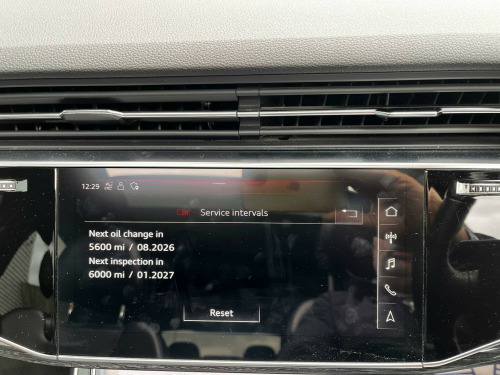 12:29
Car Service intervals
Next oil change in
5600 mi / 08.2026
Next inspection in
6000 mi / 01.2027
Reset